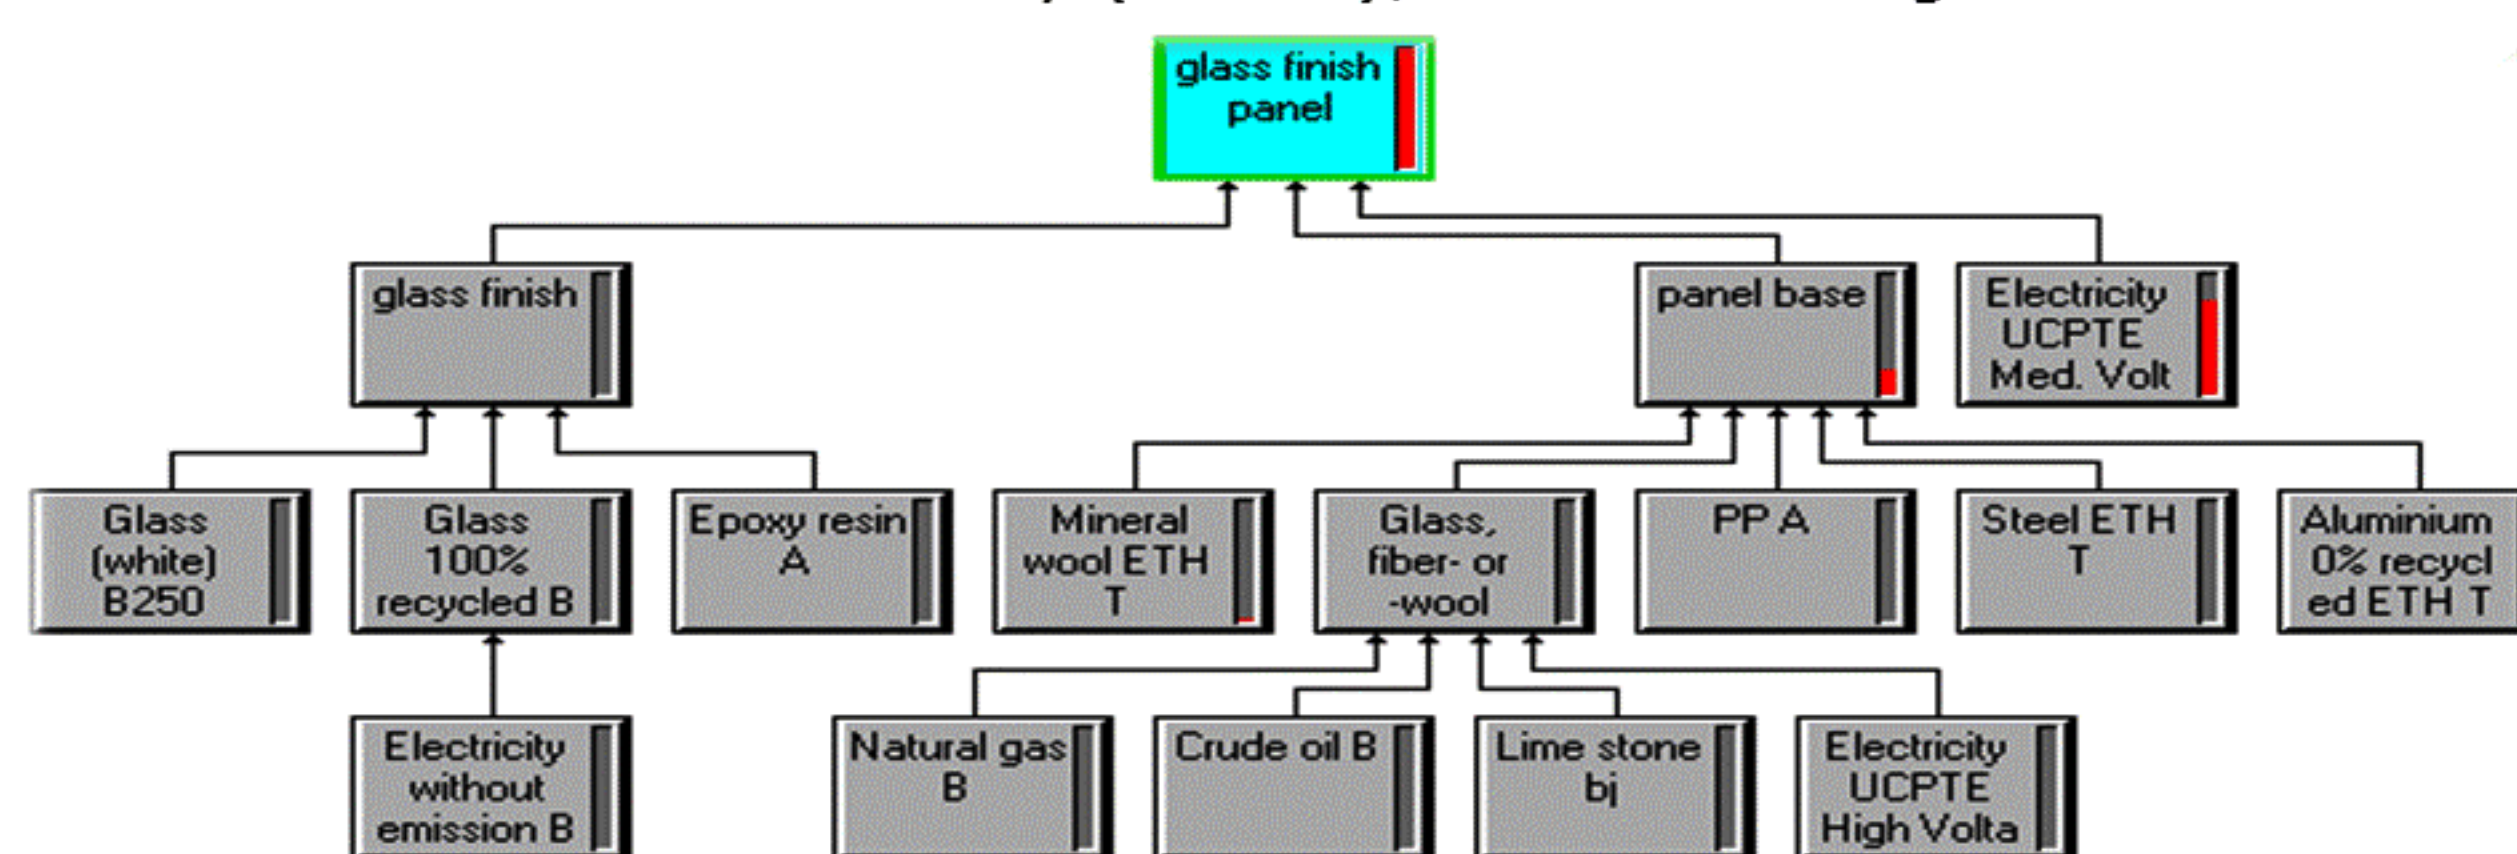 glass finish
panel
glass finish
panel base
Electricity
UCPTE
Med. Volt
Glass
(white)
B250
Glass
100%
recycled B
Epoxy resin
A
Mineral
wool ETH
T
Glass,
fiber- or
-wool
PP A
Steel ETH
T
Aluminium
0% recycl
ed ETH T
Electricity
without
emission B
Natural gas
B
Crude oil B
Lime stone
bj
Electricity
UCPTE
High Volta